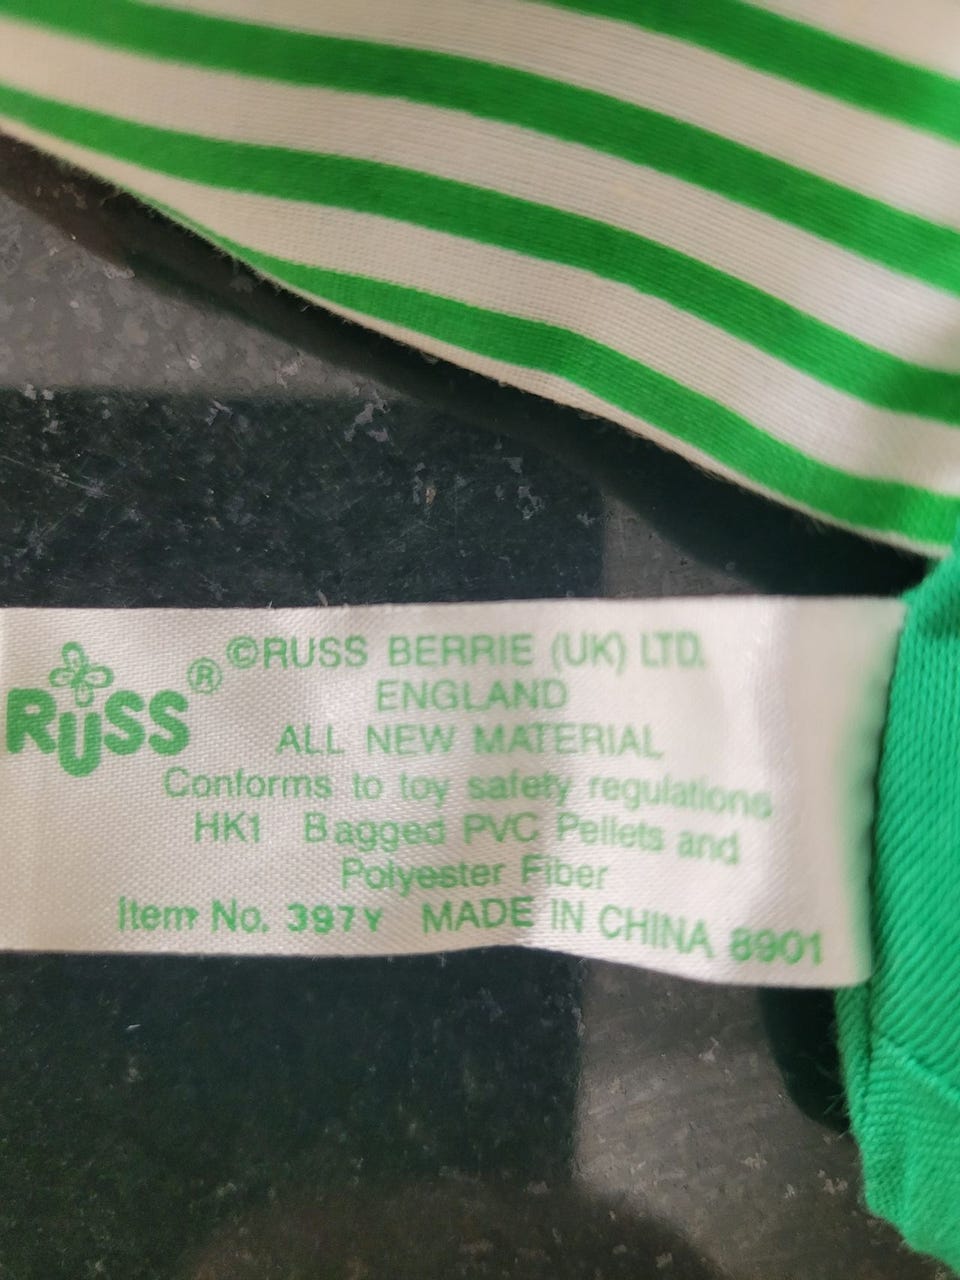 RUSS® ©RUSS BERRIE (UK) LTD.
ENGLAND
ALL NEW MATERIAL
Conforms to toy safety regulations
HK1 Bagged PVC Pellets and
Polyester Fiber
Item No. 397Y MADE IN CHINA 8901